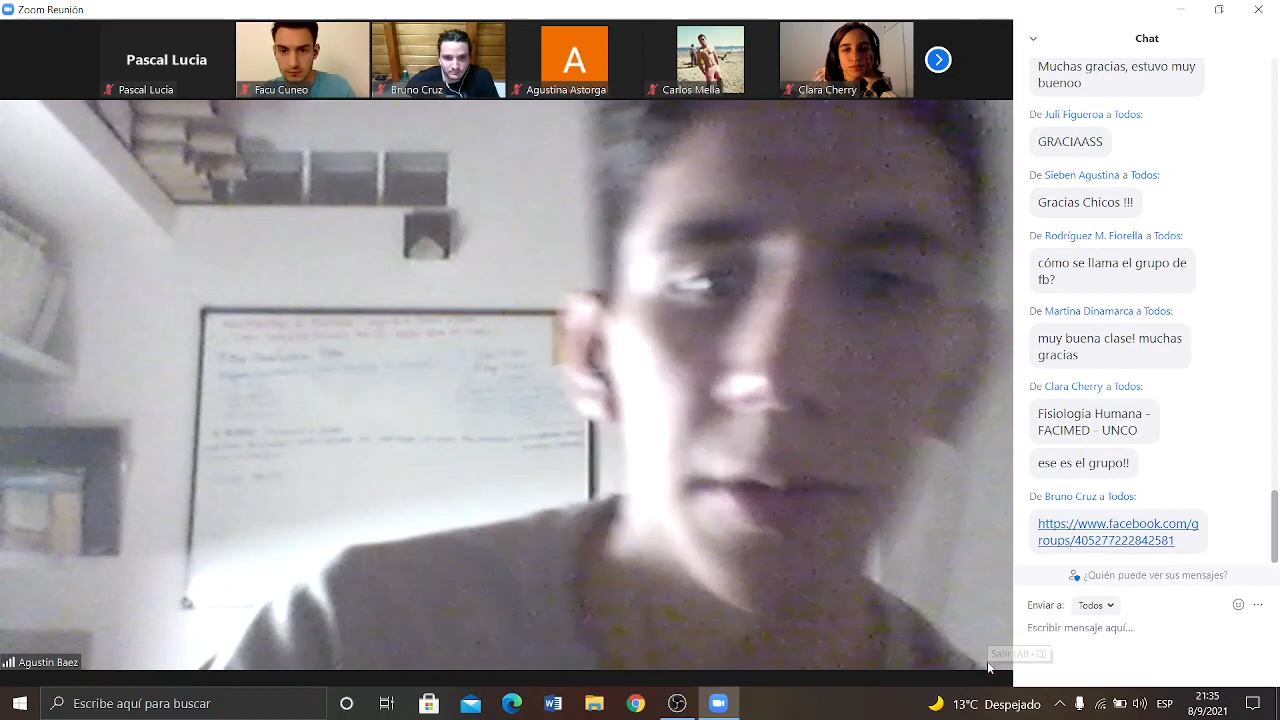 Zoom Reunión
Pascal Lucia
Pascal Lucia
Facu Cuneo
Bruno Cruz
A
Agustina Astorga
Carlos Mella
Clara Cherry
Chat
Muchas gracias, estuvo muy
bueno!
De Juli Figueroa a Todos:
GRACIAASS
De Sieben Agustina a Todos:
Gracias Chicos !!!
De Rodríguez M. Fiorella a Todos:
cómo se llama el grupo de
fb?
De Martina Dinamarca a Todos:
muy buena clase! muchas
gracias
De Clara Cherry a Todos:
Fisiologia Humana -
FACIMED - UNCO
ese es el grupo!!
De Bruno Cruz a Todos:
https://www.facebook.com/g
roups/405277222842581
¿Quién puede ver sus mensajes?
Enviar a: Todos
Escribir mensaje aquí...
Salir (Alt+Q)
Agustin Baez
Escribe aquí para buscar
13°C Despejado
21:35
8/9/2021